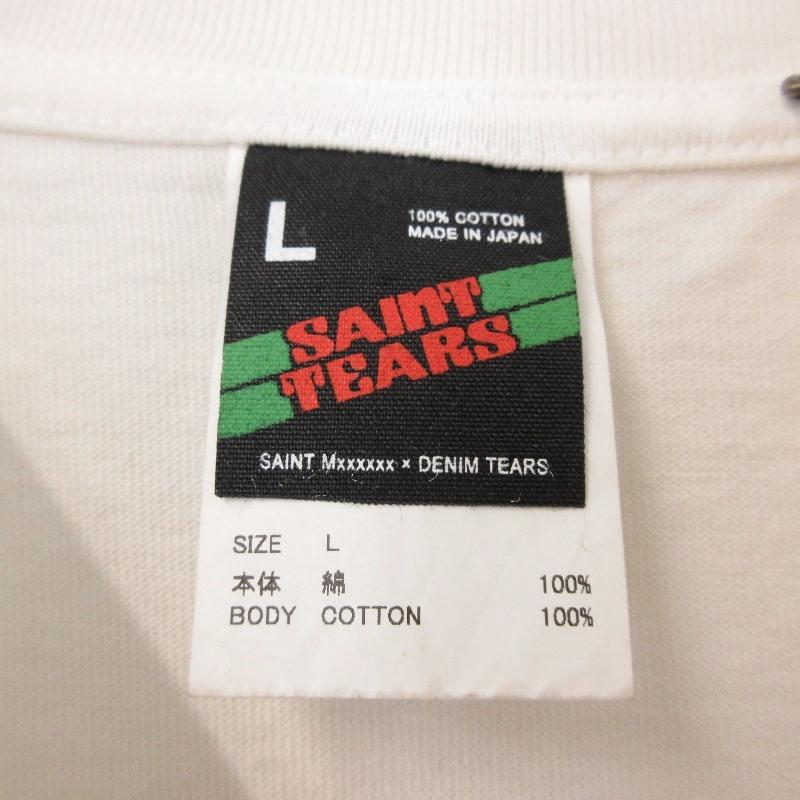 L
100% COTTON
MADE IN JAPAN
SAINT
TEARS
SAINT Mxxxxxx × DENIM TEARS
SIZE L
本体 綿 100%
BODY COTTON 100%